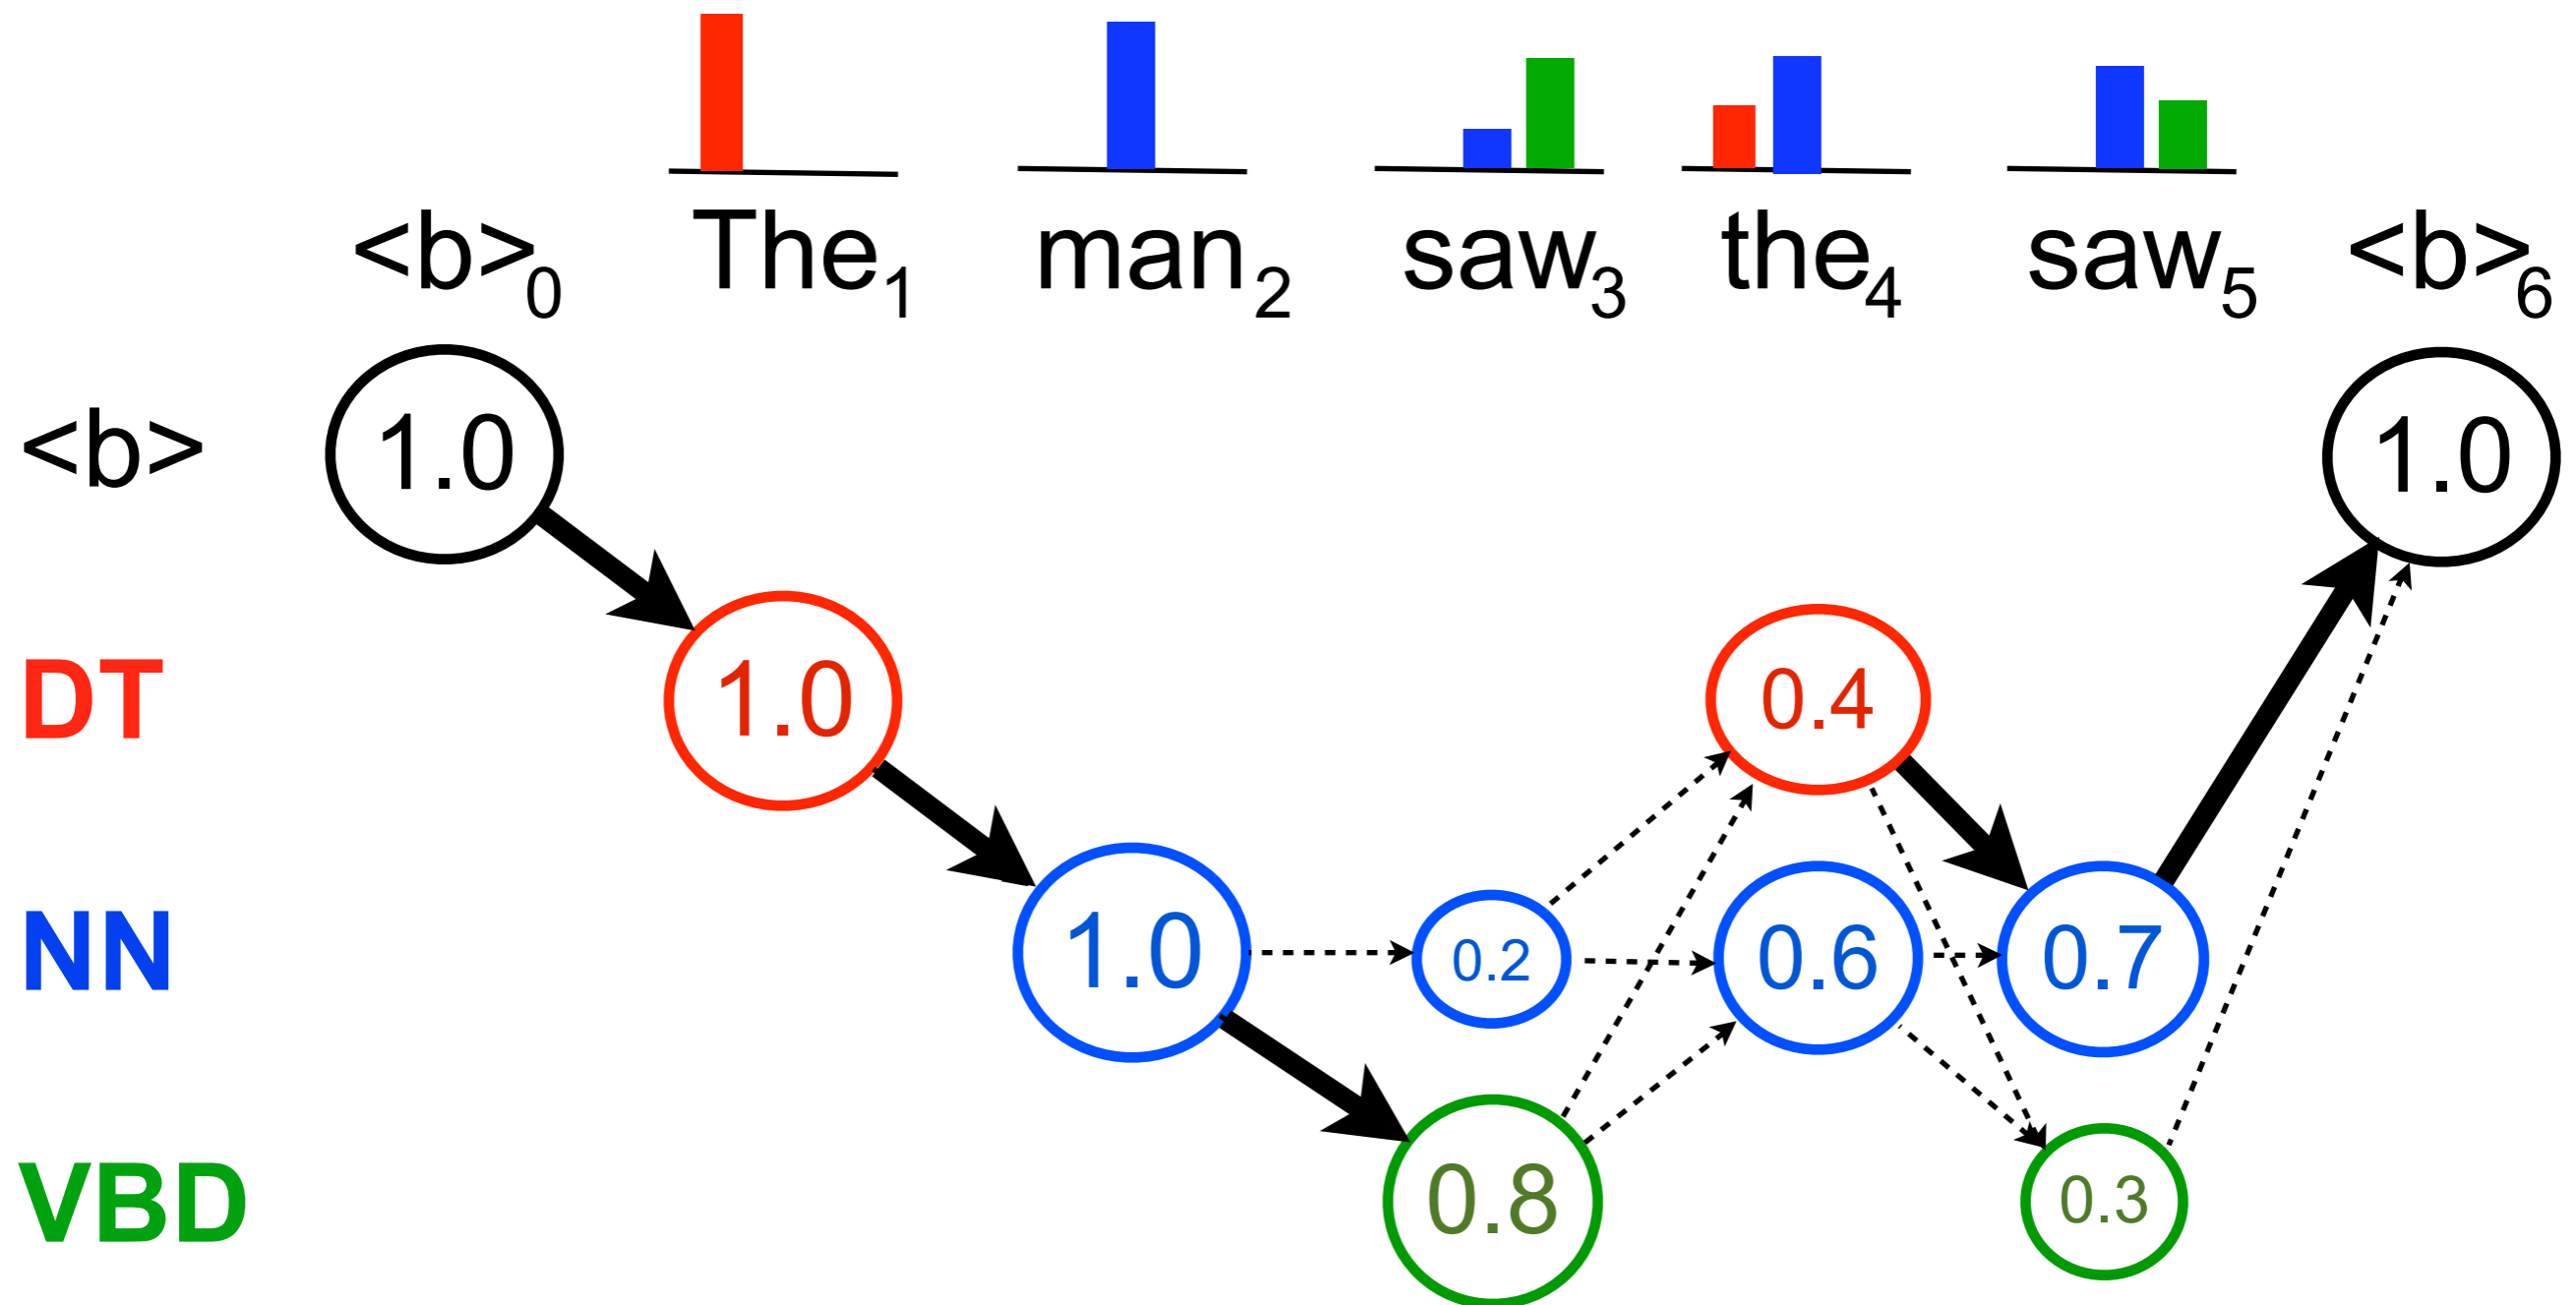 <b>0 The1 man2 saw3 the4 saw5 <b>6
<b> 1.0 1.0
DT 1.0 0.4
NN 1.0 0.2 0.6 0.7
VBD 0.8 0.3